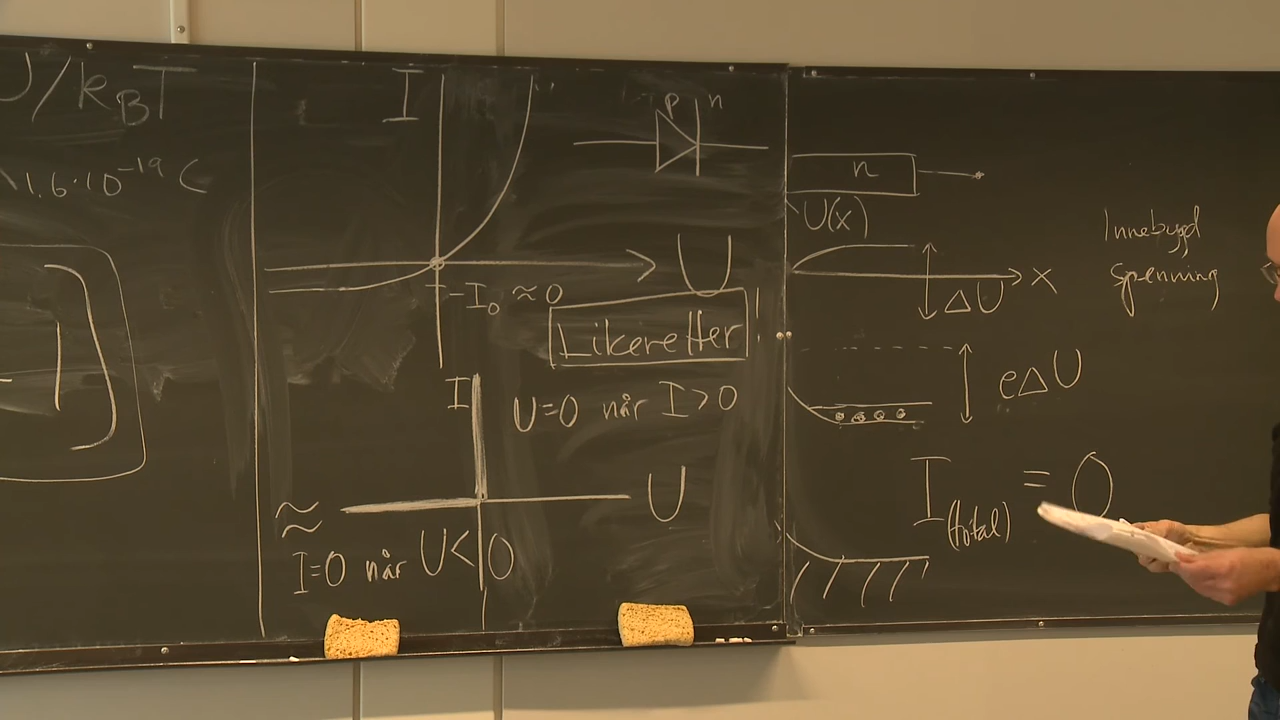 U/k_BT
1.6·10^-19 C
I
U
-I₀ ≈ 0
Likeretter
p n
I
U=0 når I>0
U
≈
I=0 når U<0
n
U(x)
x
ΔU
Innebygd
spenning
eΔU
I(total) = 0